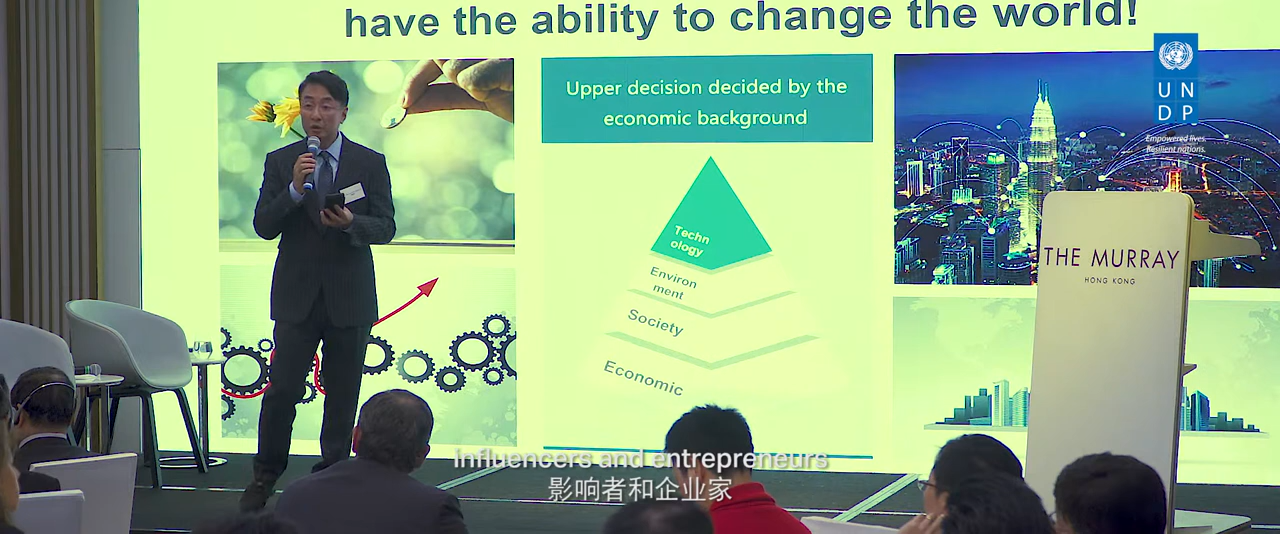 have the ability to change the world!
Upper decision decided by the
economic background
Techn
ology
Environ
ment
Society
Economic
U N
D P
Empowered lives.
Resilient nations.
THE MURRAY
HONG KONG
influencers and entrepreneurs
影响者和企业家